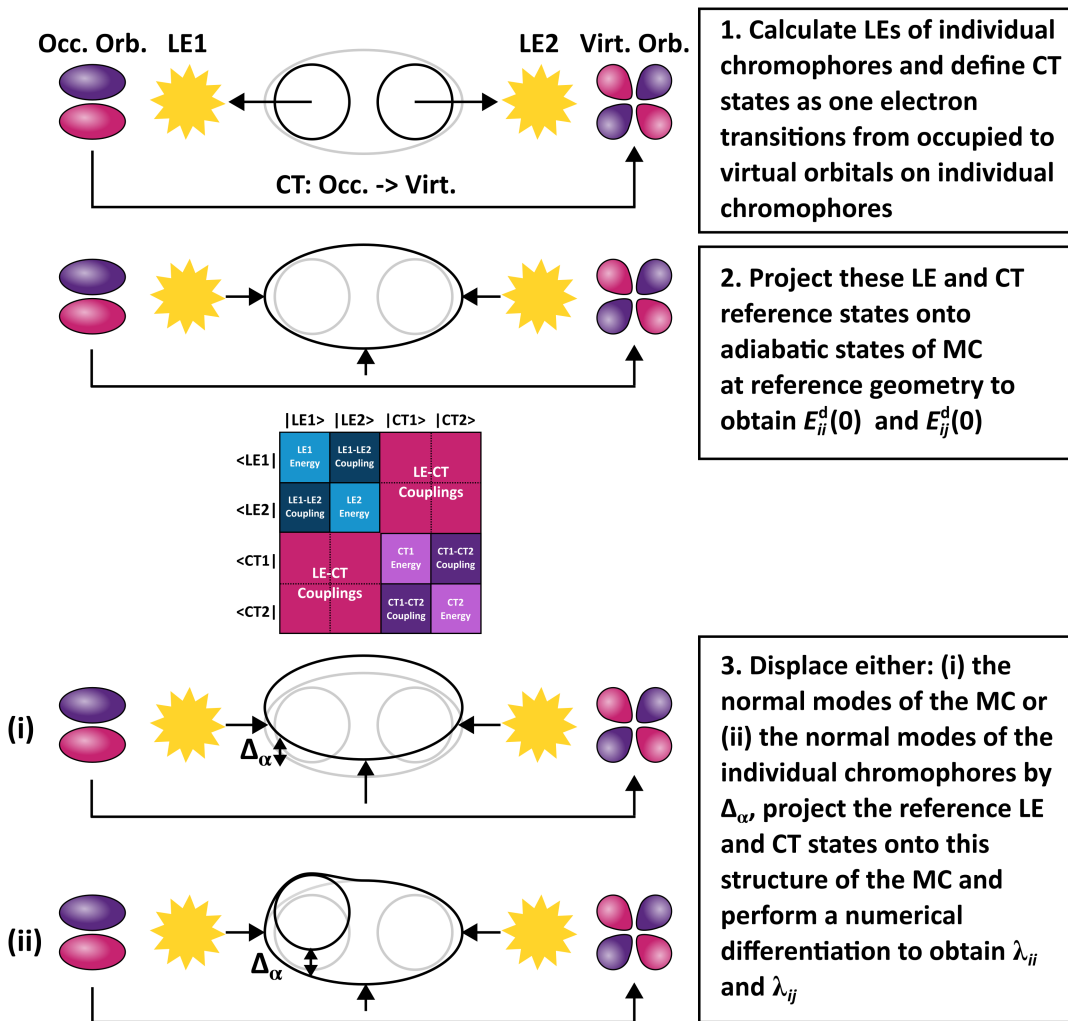 Occ. Orb. LE1 LE2 Virt. Orb.
CT: Occ. -> Virt.
1. Calculate LEs of individual
chromophores and define CT
states as one electron
transitions from occupied to
virtual orbitals on individual
chromophores
2. Project these LE and CT
reference states onto
adiabatic states of MC
at reference geometry to
obtain E^d_ii(0) and E^d_ij(0)
|LE1> |LE2> |CT1> |CT2>
<LE1|
LE1
Energy
LE1-LE2
Coupling
LE-CT
Couplings
<LE2|
LE1-LE2
Coupling
LE2
Energy
<CT1|
LE-CT
Couplings
CT1
Energy
CT1-CT2
Coupling
<CT2|
CT1-CT2
Coupling
CT2
Energy
(i)
Δα
(ii)
Δα
3. Displace either: (i) the
normal modes of the MC or
(ii) the normal modes of the
individual chromophores by
Δα, project the reference LE
and CT states onto this
structure of the MC and
perform a numerical
differentiation to obtain λii
and λij